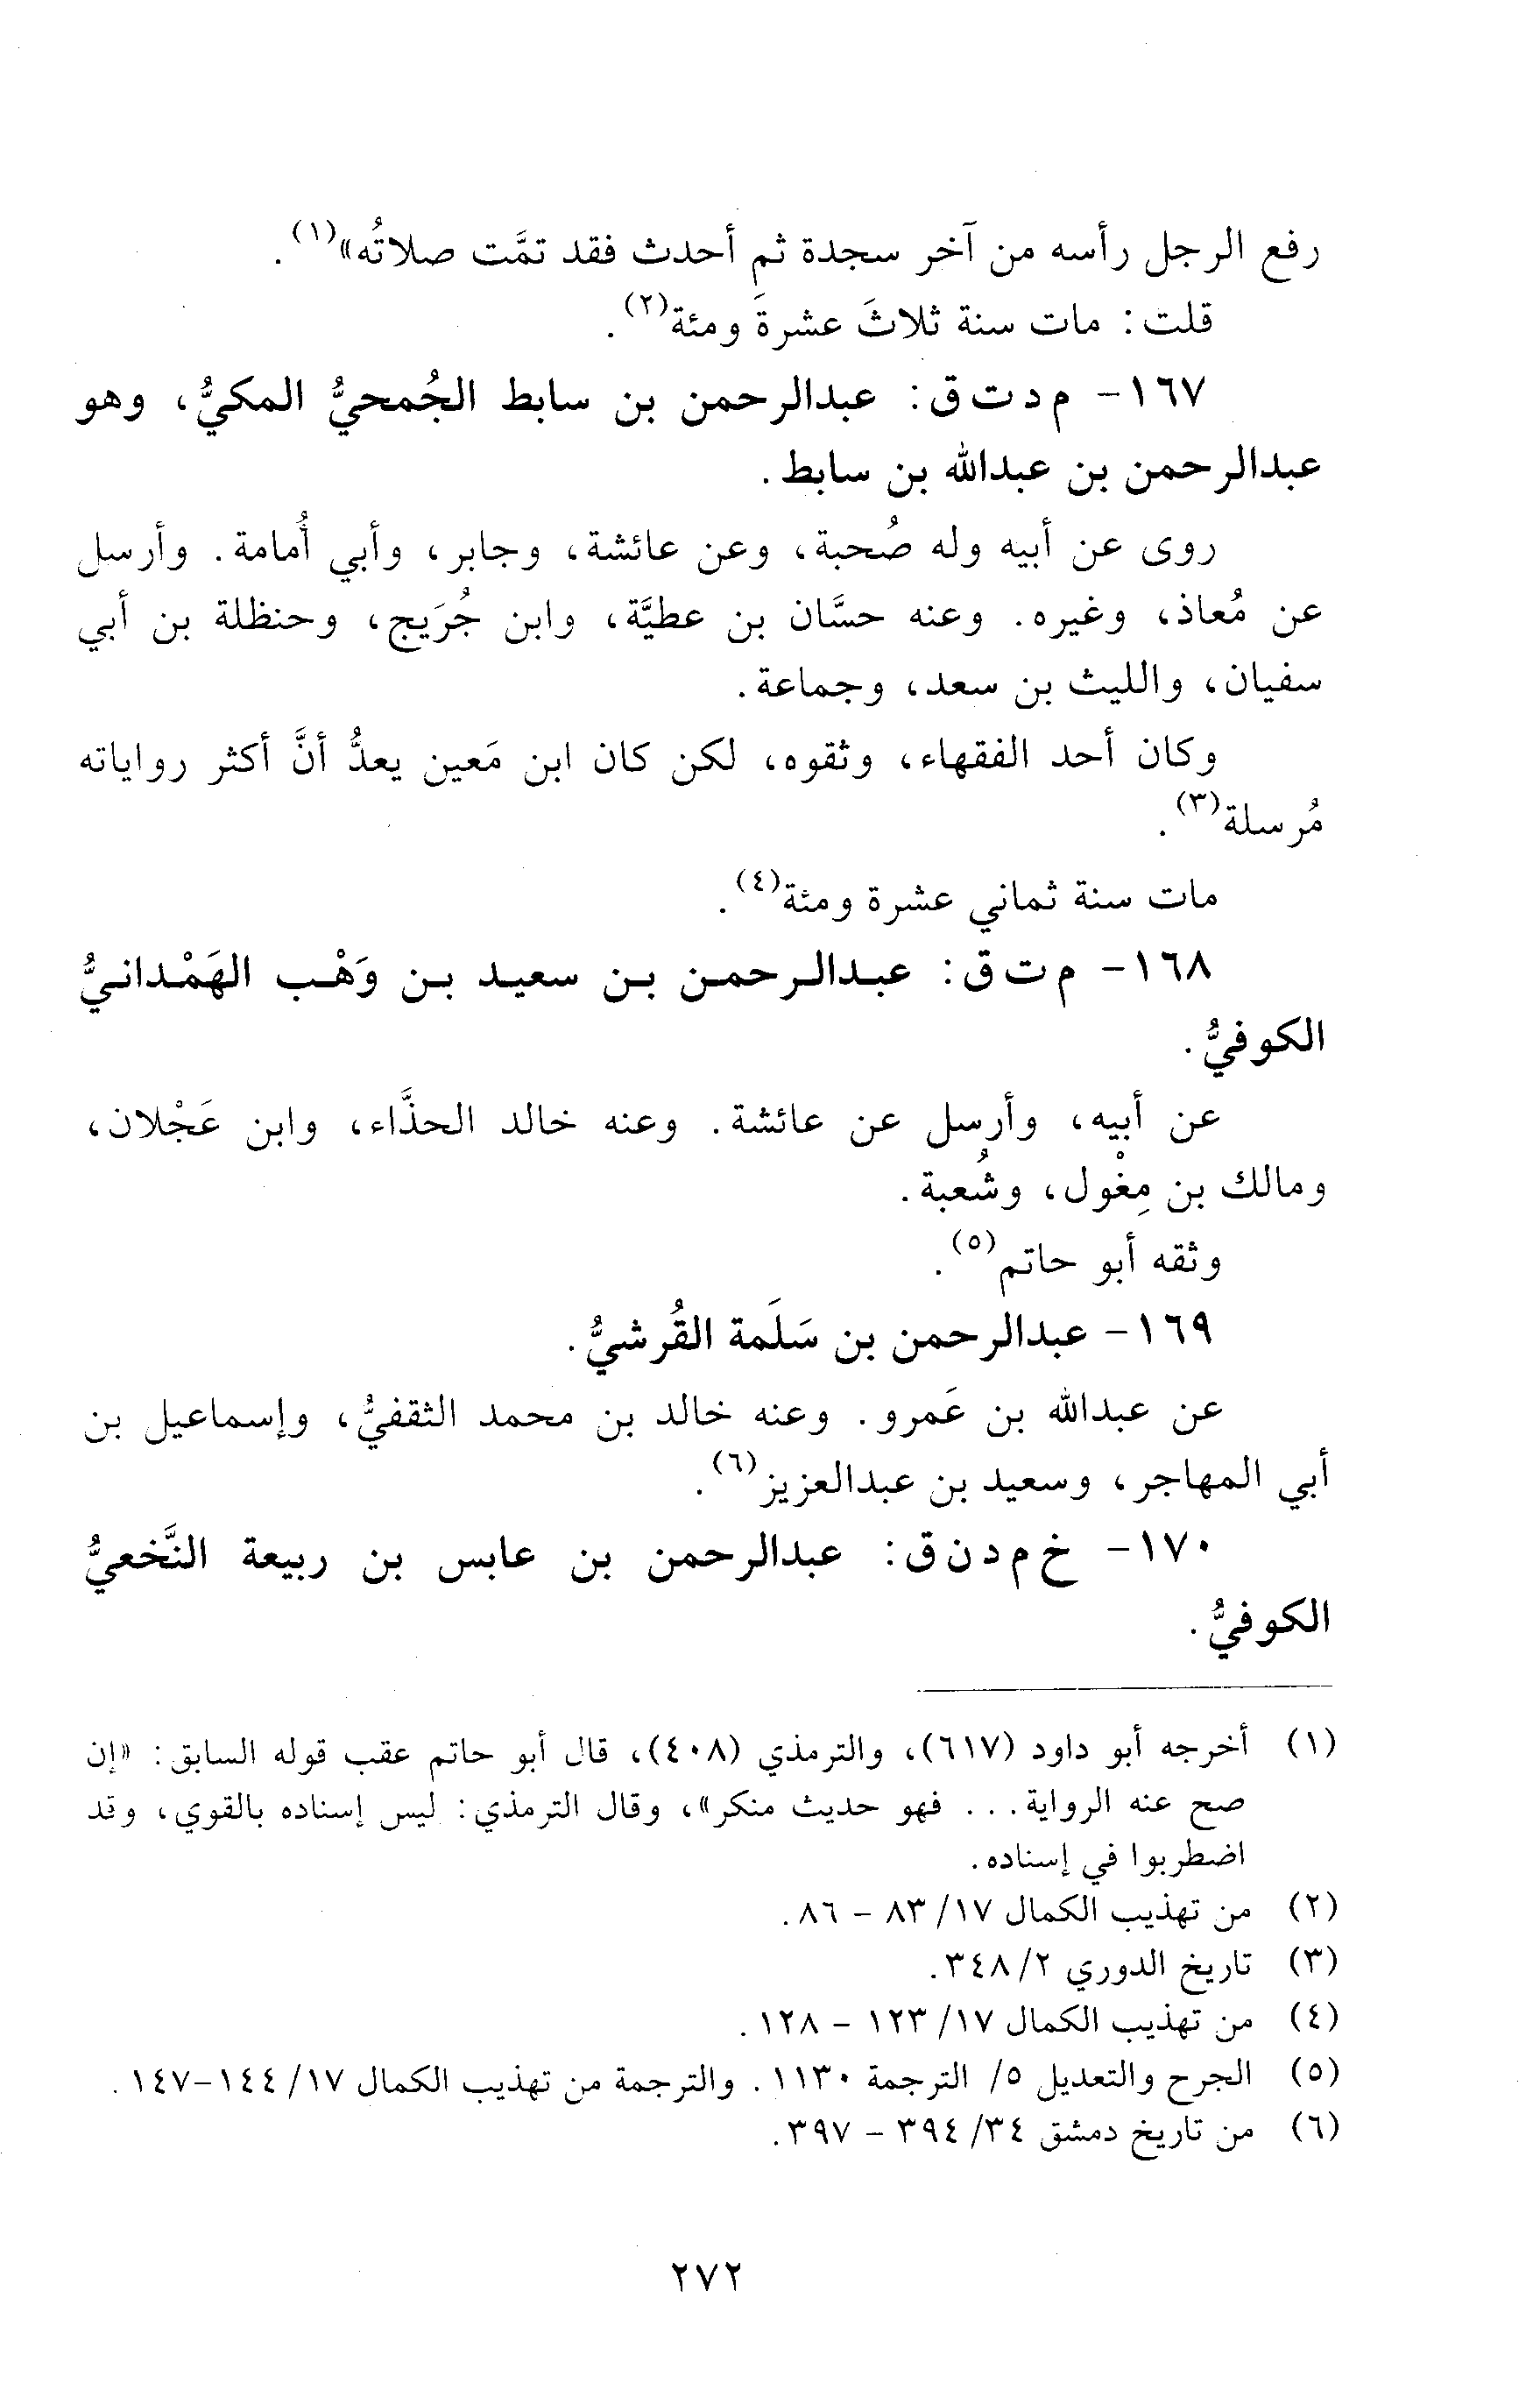 رفع الرجل رأسه من آخر سجدة ثم أحدث فقد تمَّت صلاتُه»(١).
قلت: مات سنة ثلاثَ عشرةَ ومئة(٢).
١٦٧- م د ت ق: عبدالرحمن بن سابط الجُمحيُّ المكيُّ، وهو
عبدالرحمن بن عبدالله بن سابط.
روى عن أبيه وله صُحبة، وعن عائشة، وجابر، وأبي أُمامة. وأرسل
عن مُعاذ، وغيره. وعنه حسَّان بن عطيَّة، وابن جُرَيج، وحنظلة بن أبي
سفيان، والليث بن سعد، وجماعة.
وكان أحد الفقهاء، وثقوه، لكن كان ابن مَعين يعدُّ أنَّ أكثر رواياته
مُرسلة(٣).
مات سنة ثماني عشرة ومئة(٤).
١٦٨- م ت ق: عبدالرحمن بن سعيد بن وَهْب الهَمْدانيُّ
الكوفيُّ.
عن أبيه، وأرسل عن عائشة. وعنه خالد الحذَّاء، وابن عَجْلان،
ومالك بن مِغْول، وشُعبة.
وثقه أبو حاتم(٥).
١٦٩- عبدالرحمن بن سَلَمة القُرشيُّ.
عن عبدالله بن عَمرو. وعنه خالد بن محمد الثقفيُّ، وإسماعيل بن
أبي المهاجر، وسعيد بن عبدالعزيز(٦).
١٧٠- خ م د ن ق: عبدالرحمن بن عابس بن ربيعة النَّخعيُّ
الكوفيُّ.
(١) أخرجه أبو داود (٦١٧)، والترمذي (٤٠٨)، قال أبو حاتم عقب قوله السابق: «إن
صح عنه الرواية... فهو حديث منكر»، وقال الترمذي: ليس إسناده بالقوي، وقد
اضطربوا في إسناده.
(٢) من تهذيب الكمال ١٧/ ٨٣ - ٨٦.
(٣) تاريخ الدوري ٢/ ٣٤٨.
(٤) من تهذيب الكمال ١٧/ ١٢٣ - ١٢٨.
(٥) الجرح والتعديل ٥/ الترجمة ١١٣٠. والترجمة من تهذيب الكمال ١٧/ ١٤٤-١٤٧.
(٦) من تاريخ دمشق ٣٤/ ٣٩٤ - ٣٩٧.
٢٧٢